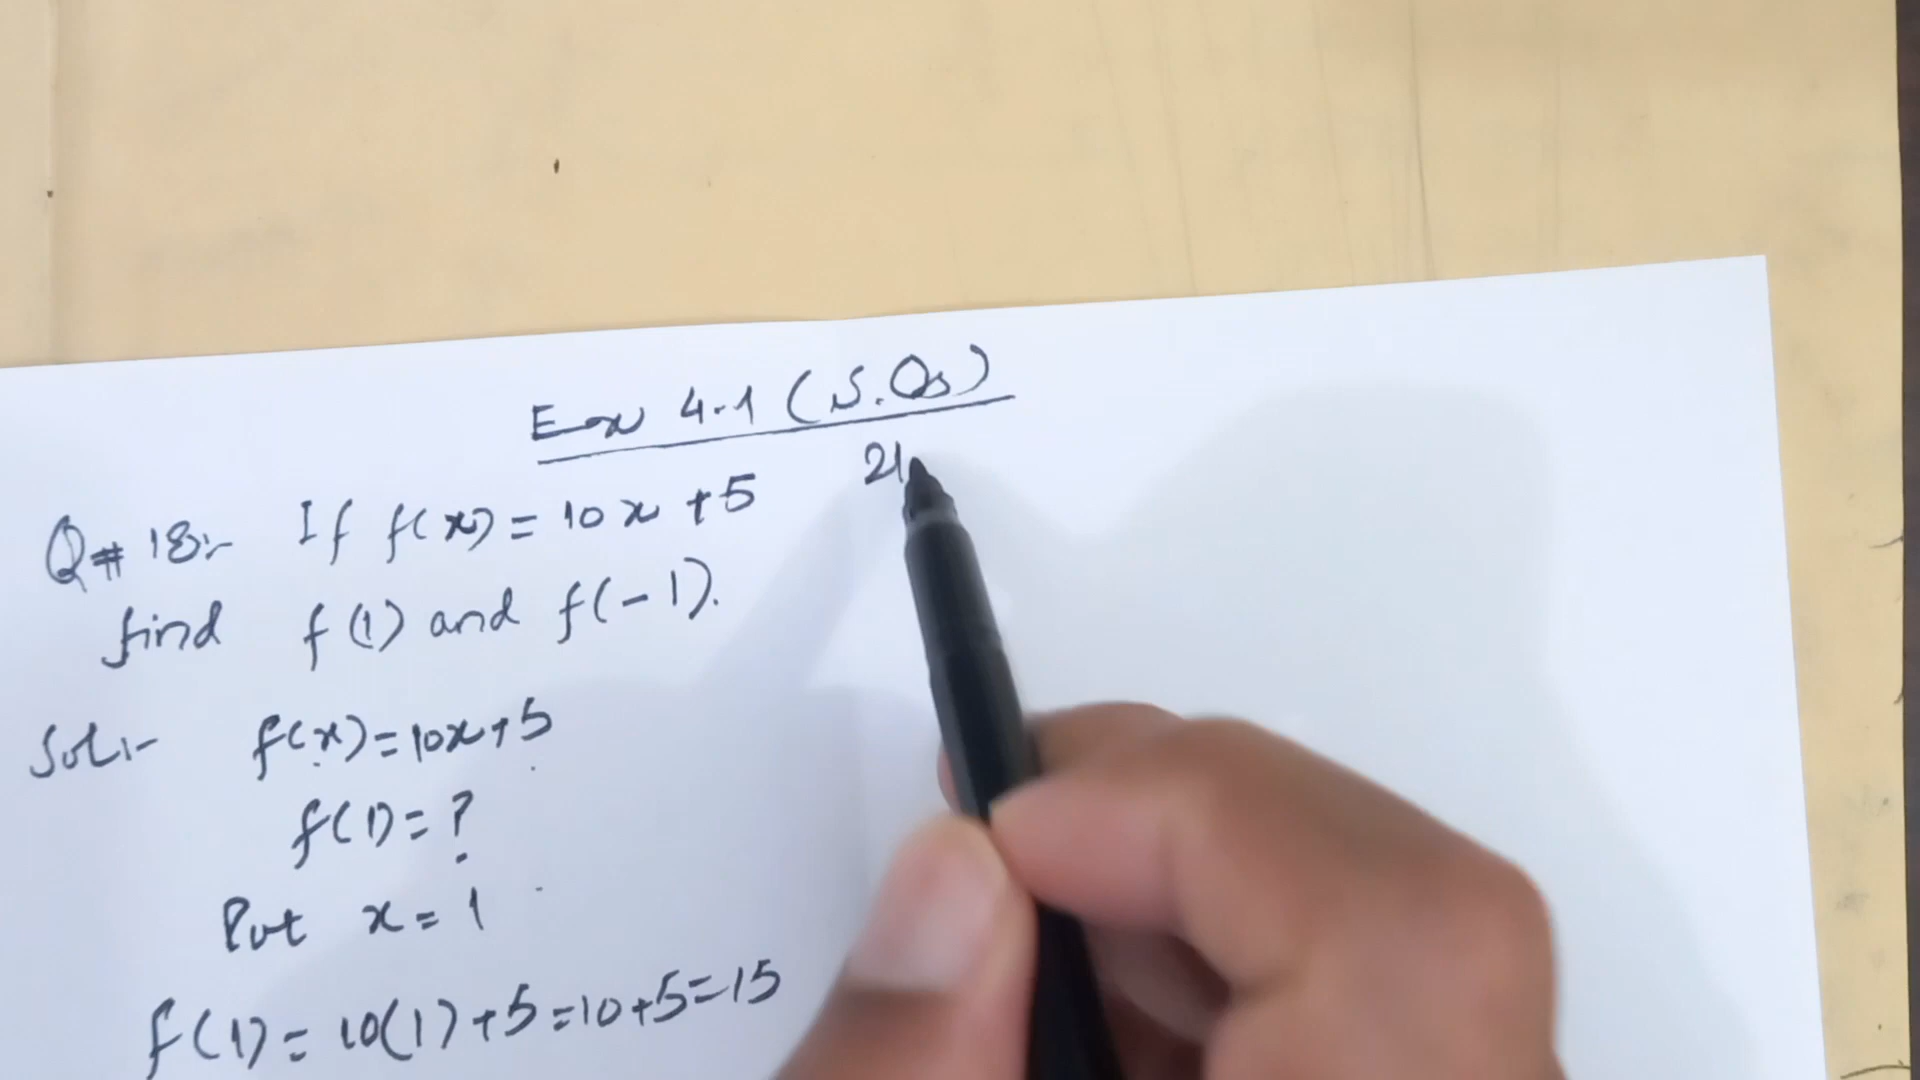 Ex 4.1 (S.Qs)
21
Q# 18:- If f(x) = 10x + 5
find f(1) and f(-1).
Sol:- f(x) = 10x + 5
f(1) = ?
Put x = 1
f(1) = 10(1) + 5 = 10 + 5 = 15